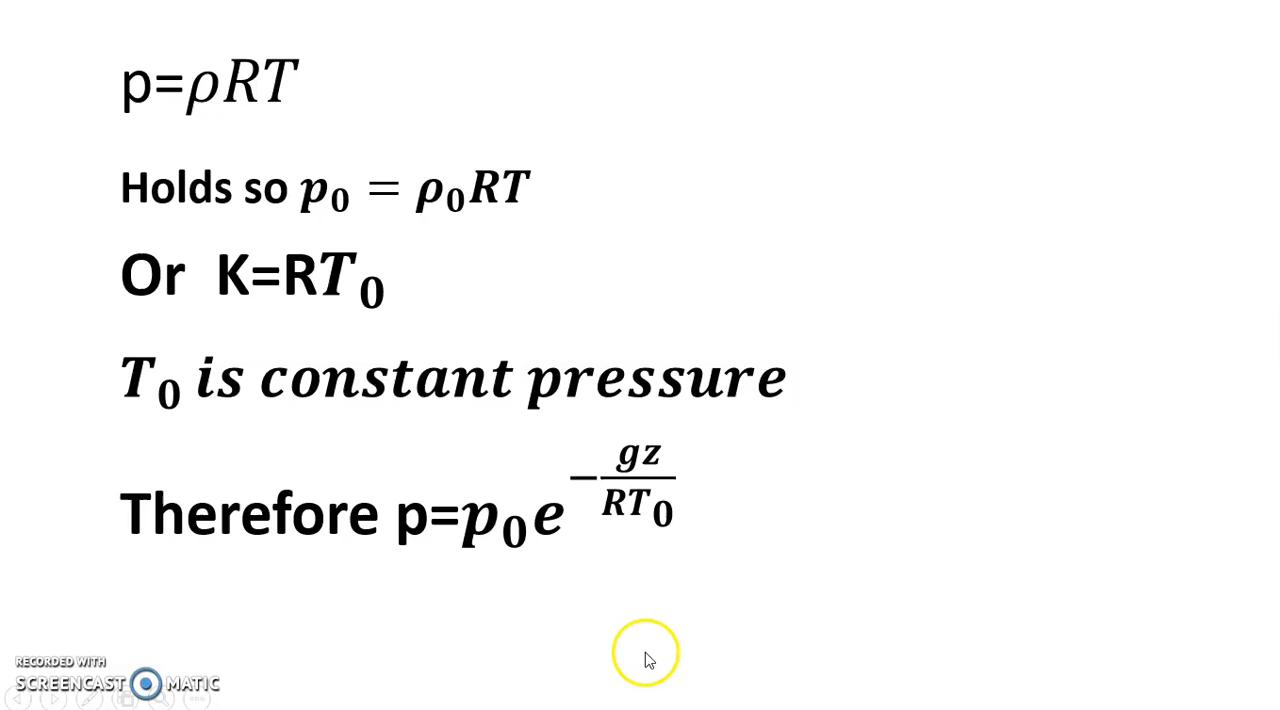 p=ρRT
Holds so p₀ = ρ₀RT
Or K=RT₀
T₀ is constant pressure
Therefore p=p₀e^(-gz/RT₀)
RECORDED WITH
SCREENCAST MATIC